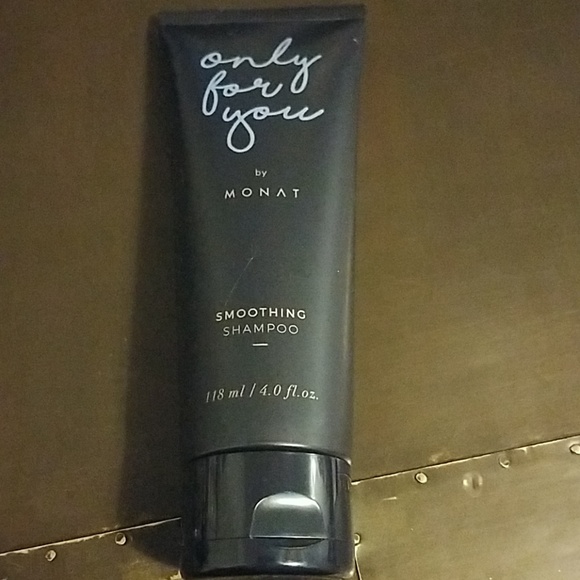 only
for
you
by
MONAT
SMOOTHING
SHAMPOO
118 ml / 4.0 fl.oz.